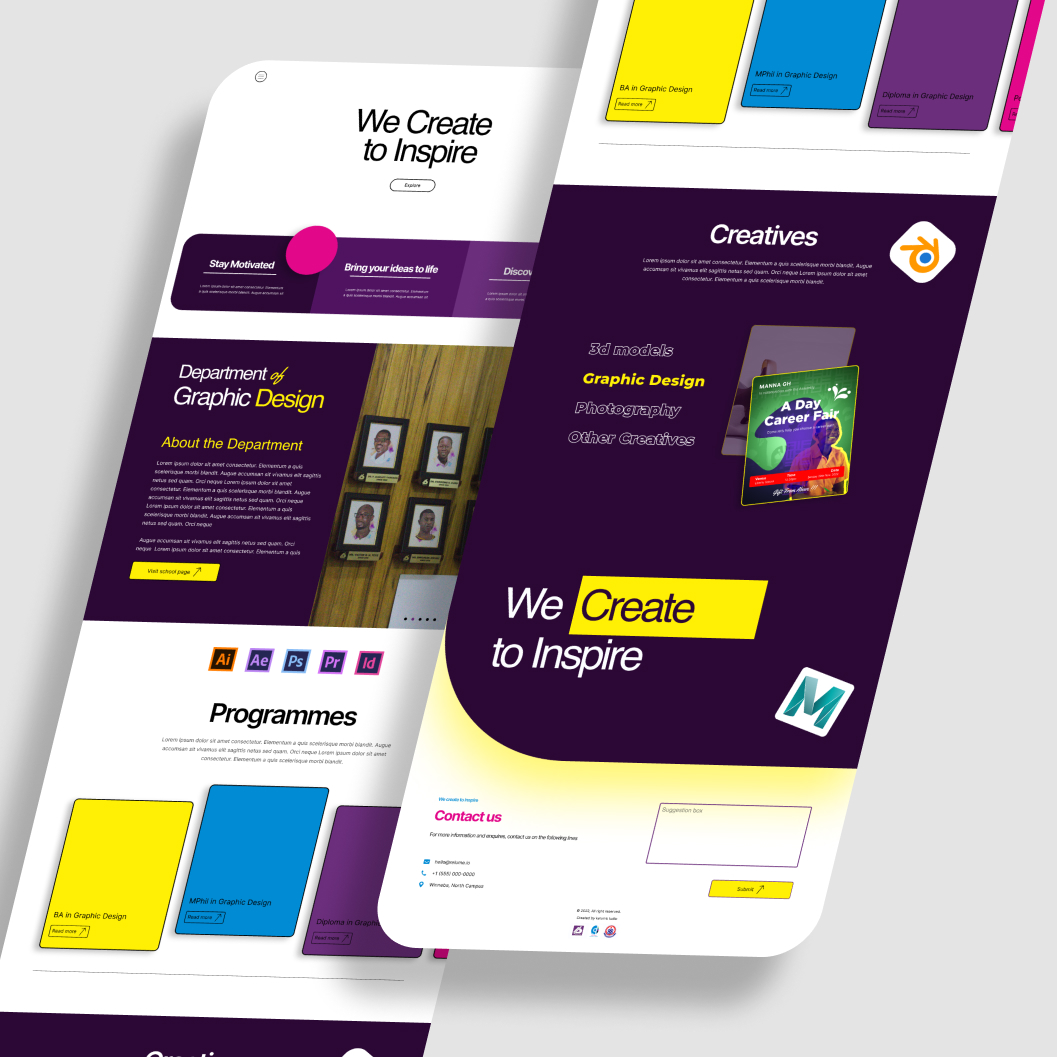 We Create
to Inspire
Explore
Stay Motivated
Lorem ipsum dolor sit amet consectetur. Elementum
a quis scelerisque morbi blandit. Augue accumsan sit
Bring your ideas to life
Lorem ipsum dolor sit amet consectetur. Elementum
a quis scelerisque morbi blandit. Augue accumsan sit
Department of
Graphic Design
About the Department
Lorem ipsum dolor sit amet consectetur. Elementum a quis
scelerisque morbi blandit. Augue accumsan sit vivamus elit sagittis
netus sed quam. Orci neque Lorem ipsum dolor sit amet
consectetur. Elementum a quis scelerisque morbi blandit. Augue
accumsan sit vivamus elit sagittis netus sed quam. Orci neque
Lorem ipsum dolor sit amet consectetur. Elementum a quis
scelerisque morbi blandit. Augue accumsan sit vivamus elit sagittis
netus sed quam. Orci neque
Augue accumsan sit vivamus elit sagittis netus sed quam. Orci
neque Lorem ipsum dolor sit amet consectetur. Elementum a quis
Visit school page
Ai
Ae
Ps
Pr
Id
Programmes
Lorem ipsum dolor sit amet consectetur. Elementum a quis scelerisque morbi blandit. Augue
accumsan sit vivamus elit sagittis netus sed quam. Orci neque Lorem ipsum dolor sit amet
consectetur. Elementum a quis scelerisque morbi blandit.
BA in Graphic Design
Read more
MPhil in Graphic Design
Read more
Diploma in Graphic Design
Read more
BA in Graphic Design
Read more
MPhil in Graphic Design
Read more
Diploma in Graphic Design
Read more
Creatives
Lorem ipsum dolor sit amet consectetur. Elementum a quis scelerisque morbi blandit. Augue
accumsan sit vivamus elit sagittis netus sed quam. Orci neque Lorem ipsum dolor sit amet
consectetur. Elementum a quis scelerisque morbi blandit.
3d models
Graphic Design
Photography
Other Creatives
MANNA GH
A Day
Career Fair
Venue
Time
Date
We Create
to Inspire
M
We create to inspire
Contact us
For more information and enquires, contact us on the following lines
hello@relume.io
+1 (555) 000-0000
Winneba, North Campus
Suggestion box
Submit
© 2022, All right reserved.